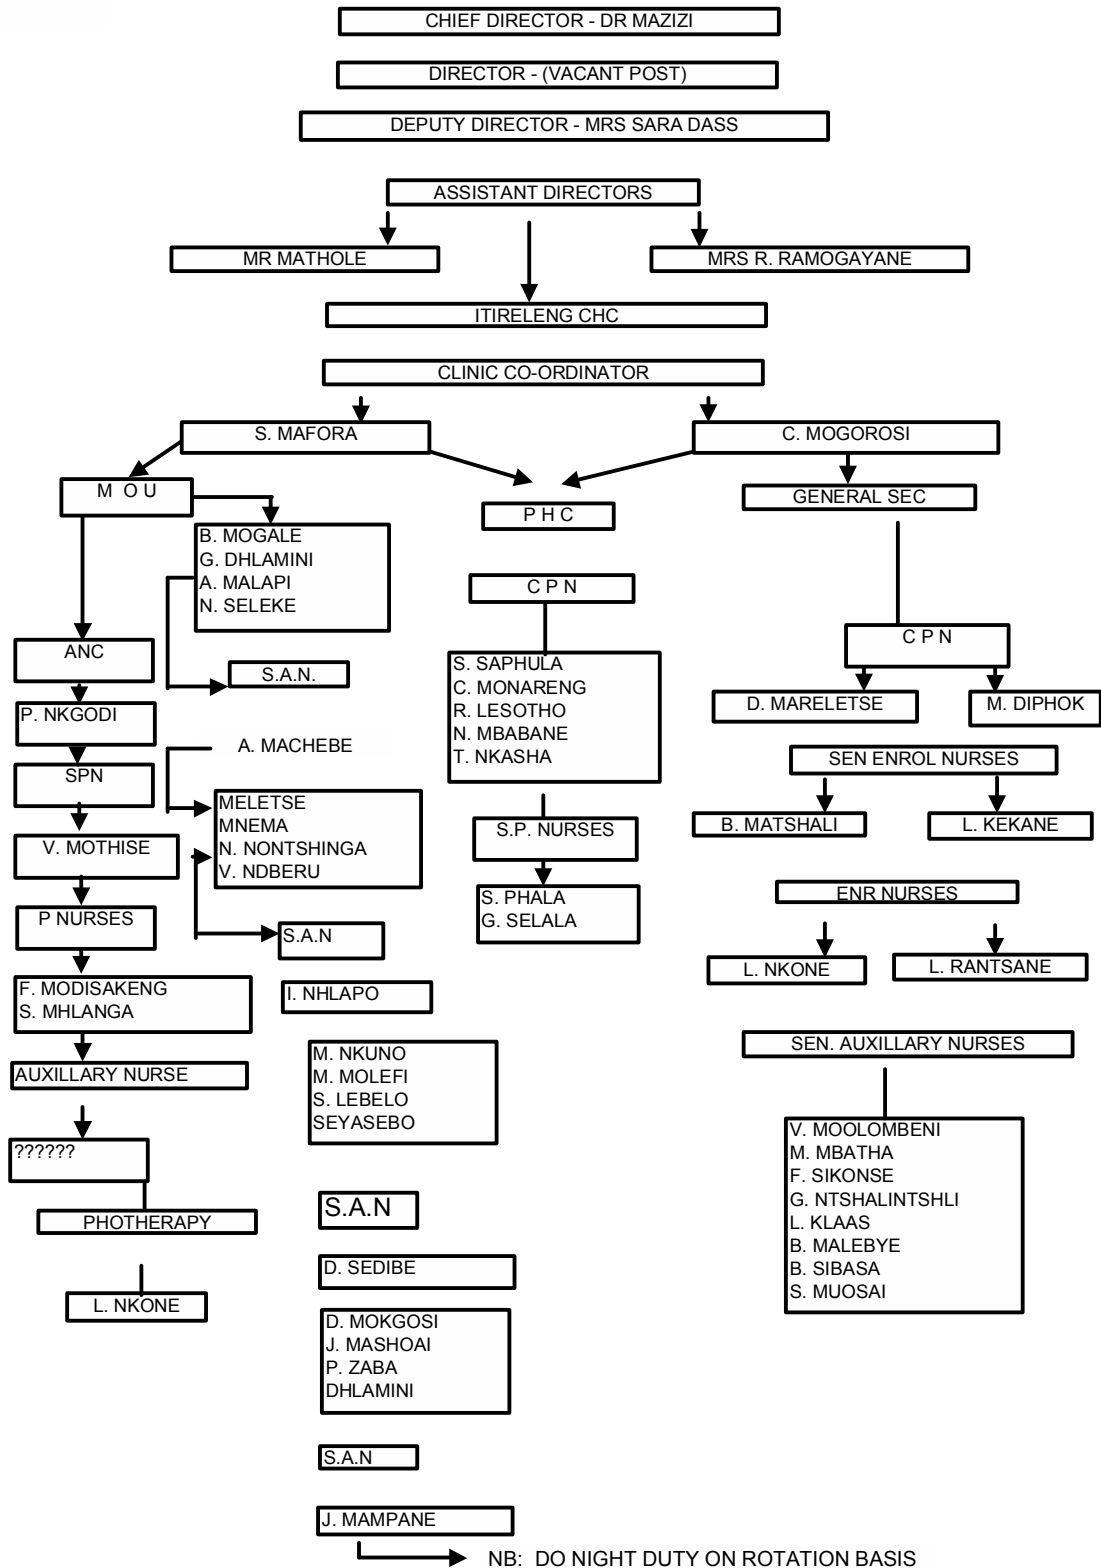 CHIEF DIRECTOR - DR MAZIZI
DIRECTOR - (VACANT POST)
DEPUTY DIRECTOR - MRS SARA DASS
ASSISTANT DIRECTORS
MR MATHOLE
MRS R. RAMOGAYANE
ITIRELENG CHC
CLINIC CO-ORDINATOR
S. MAFORA
C. MOGOROSI
M O U
B. MOGALE
G. DHLAMINI
A. MALAPI
N. SELEKE
S.A.N.
A. MACHEBE
MELETSE
MNEMA
N. NONTSHINGA
V. NDBERU
S.A.N
I. NHLAPO
M. NKUNO
M. MOLEFI
S. LEBELO
SEYASEBO
S.A.N
D. SEDIBE
D. MOKGOSI
J. MASHOAI
P. ZABA
DHLAMINI
S.A.N
J. MAMPANE
NB: DO NIGHT DUTY ON ROTATION BASIS
ANC
P. NKGODI
SPN
V. MOTHISE
P NURSES
F. MODISAKENG
S. MHLANGA
AUXILLARY NURSE
??????
PHOTHERAPY
L. NKONE
P H C
C P N
S. SAPHULA
C. MONARENG
R. LESOTHO
N. MBABANE
T. NKASHA
S.P. NURSES
S. PHALA
G. SELALA
GENERAL SEC
C P N
D. MARELETSE
M. DIPHOK
SEN ENROL NURSES
B. MATSHALI
L. KEKANE
ENR NURSES
L. NKONE
L. RANTSANE
SEN. AUXILLARY NURSES
V. MOOLOMBENI
M. MBATHA
F. SIKONSE
G. NTSHALINTSHLI
L. KLAAS
B. MALEBYE
B. SIBASA
S. MUOSAI